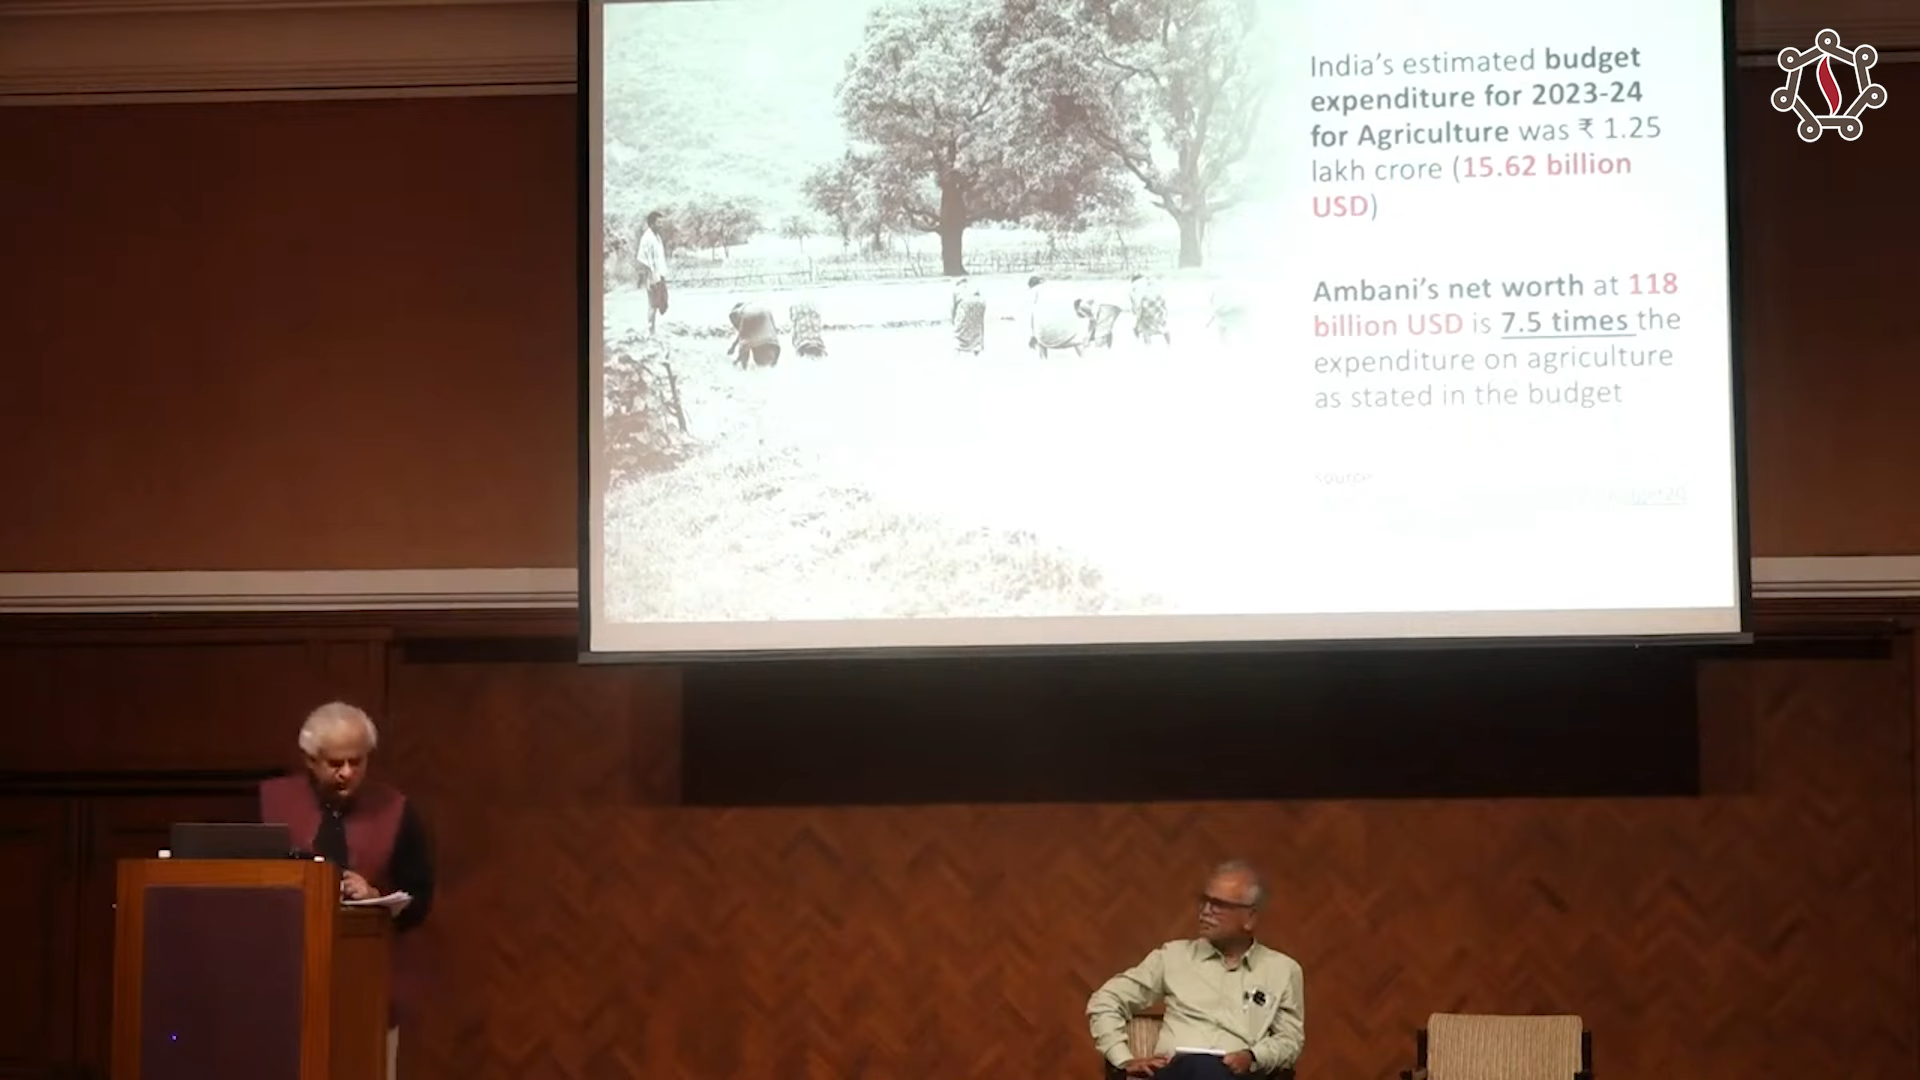 India's estimated budget
expenditure for 2023-24
for Agriculture was ₹ 1.25
lakh crore (15.62 billion
USD)
Ambani's net worth at 118
billion USD is 7.5 times the
expenditure on agriculture
as stated in the budget
source